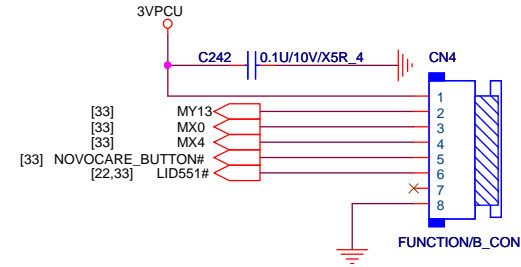 3VPCU
C242 0.1U/10V/X5R_4 CN4
1
[33] MY13 2
[33] MX0 3
[33] MX4 4
[33] NOVOCARE_BUTTON# 5
[22,33] LID551# 6
7
8
FUNCTION/B_CON